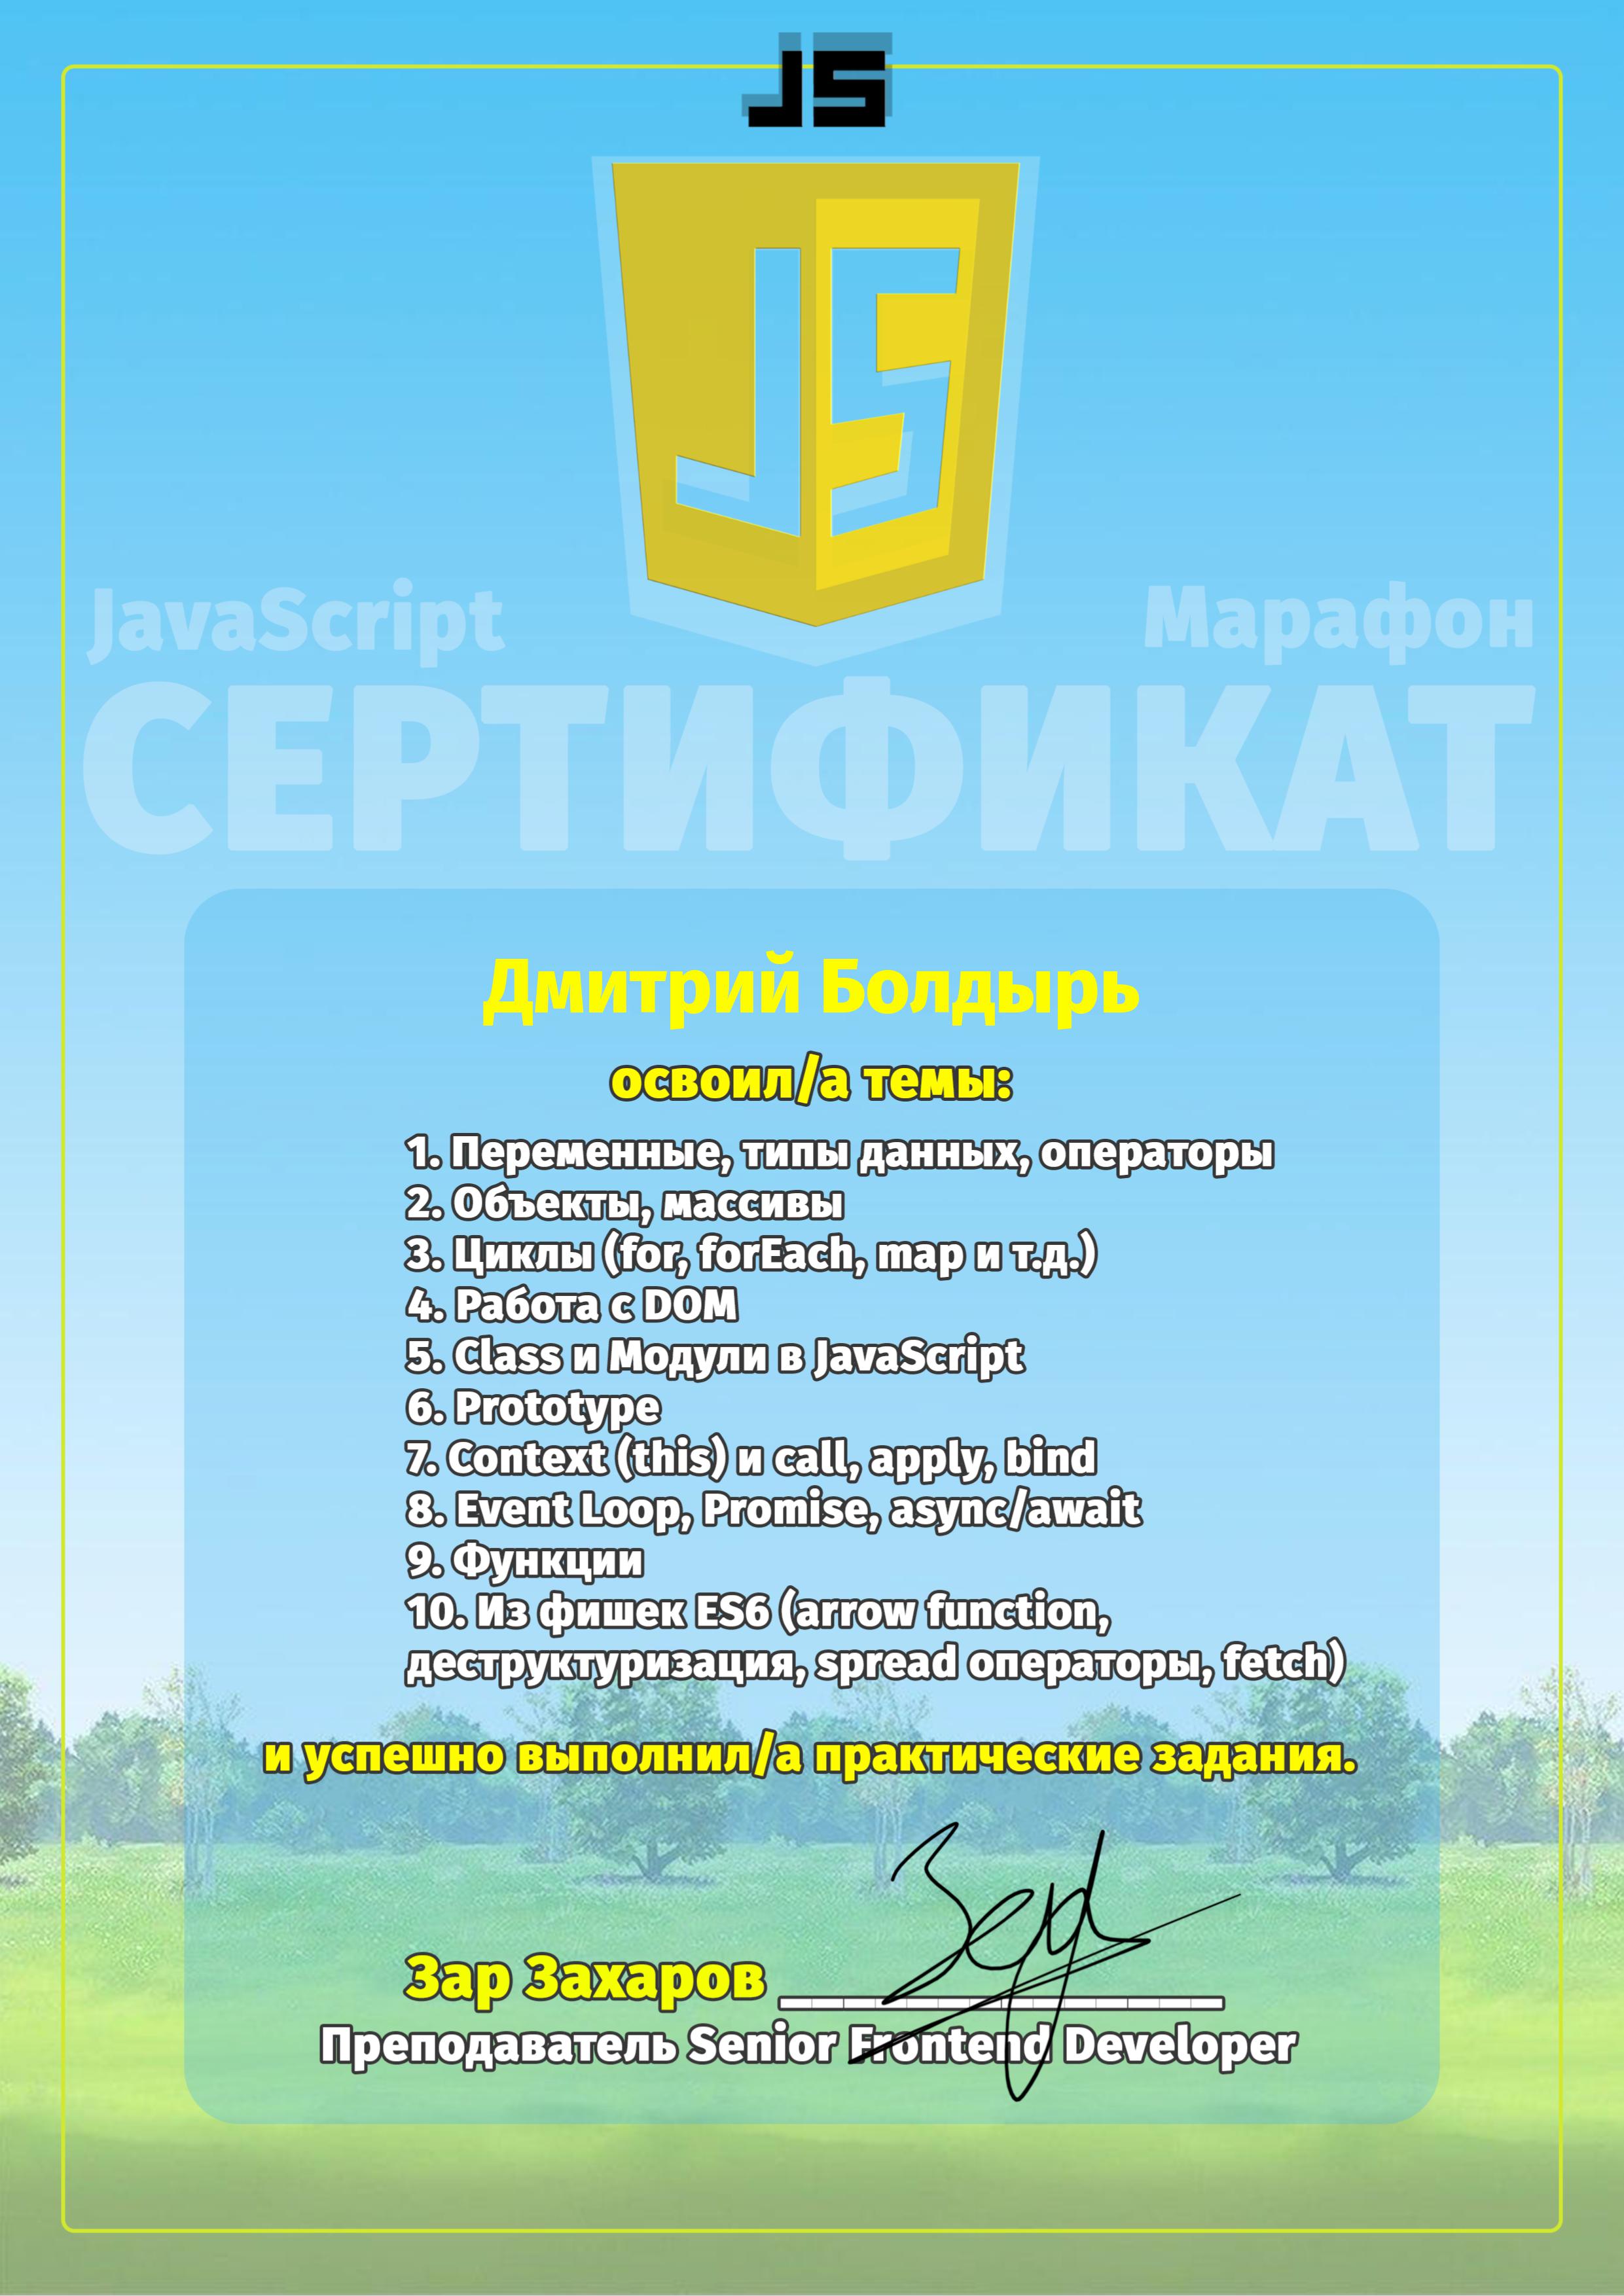 JS
JS
JavaScript Марафон
СЕРТИФИКАТ
Дмитрий Болдырь
освоил/а темы:
1. Переменные, типы данных, операторы
2. Объекты, массивы
3. Циклы (for, forEach, map и т.д.)
4. Работа с DOM
5. Class и Модули в JavaScript
6. Prototype
7. Context (this) и call, apply, bind
8. Event Loop, Promise, async/await
9. Функции
10. Из фишек ES6 (arrow function,
деструктуризация, spread операторы, fetch)
и успешно выполнил/а практические задания.
Зар Захаров
Преподаватель Senior Frontend Developer